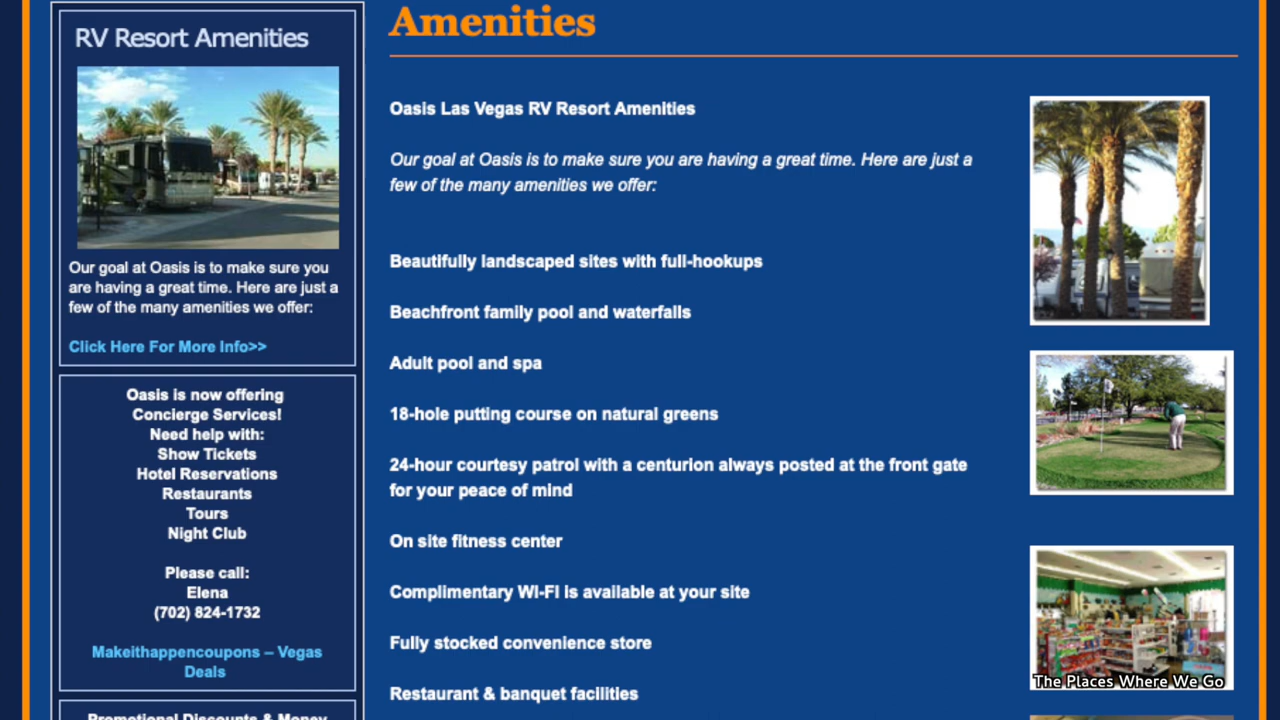 RV Resort Amenities
Our goal at Oasis is to make sure you
are having a great time. Here are just a
few of the many amenities we offer:
Click Here For More Info>>
Oasis is now offering
Concierge Services!
Need help with:
Show Tickets
Hotel Reservations
Restaurants
Tours
Night Club
Please call:
Elena
(702) 824-1732
Makeithappencoupons – Vegas
Deals
Promotional Discounts & Money
Amenities
Oasis Las Vegas RV Resort Amenities
Our goal at Oasis is to make sure you are having a great time. Here are just a
few of the many amenities we offer:
Beautifully landscaped sites with full-hookups
Beachfront family pool and waterfalls
Adult pool and spa
18-hole putting course on natural greens
24-hour courtesy patrol with a centurion always posted at the front gate
for your peace of mind
On site fitness center
Complimentary WI-FI is available at your site
Fully stocked convenience store
Restaurant & banquet facilities
The Places Where We Go